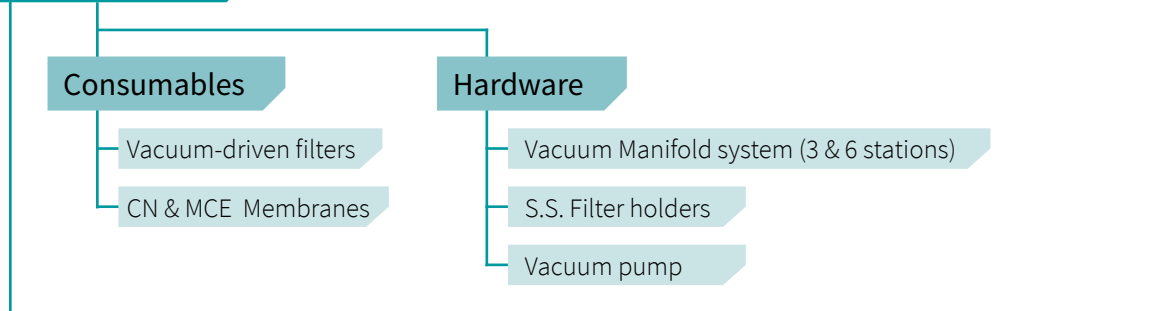 Consumables
Vacuum-driven filters
CN & MCE Membranes
Hardware
Vacuum Manifold system (3 & 6 stations)
S.S. Filter holders
Vacuum pump